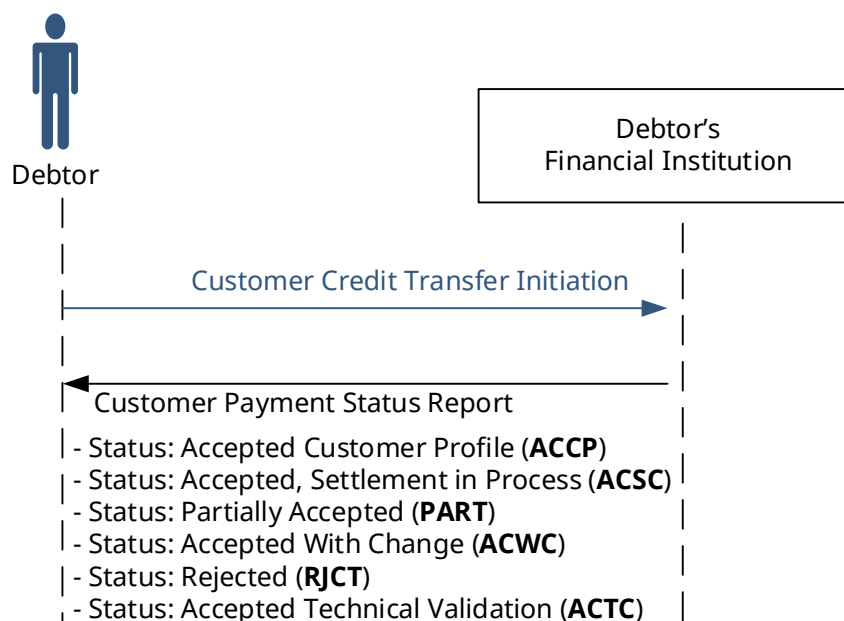 Debtor
Debtor’s
Financial Institution
Customer Credit Transfer Initiation
Customer Payment Status Report
- Status: Accepted Customer Profile (ACCP)
- Status: Accepted, Settlement in Process (ACSC)
- Status: Partially Accepted (PART)
- Status: Accepted With Change (ACWC)
- Status: Rejected (RJCT)
- Status: Accepted Technical Validation (ACTC)